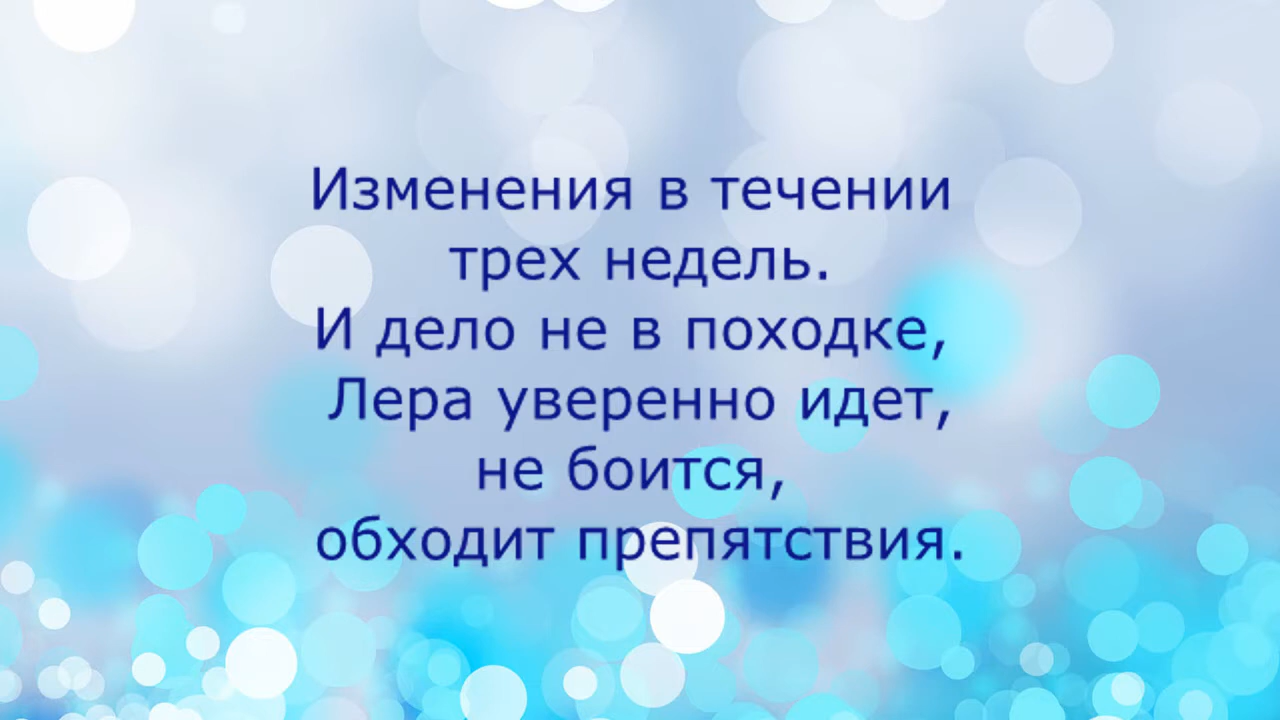 Изменения в течении
трех недель.
И дело не в походке,
Лера уверенно идет,
не боится,
обходит препятствия.